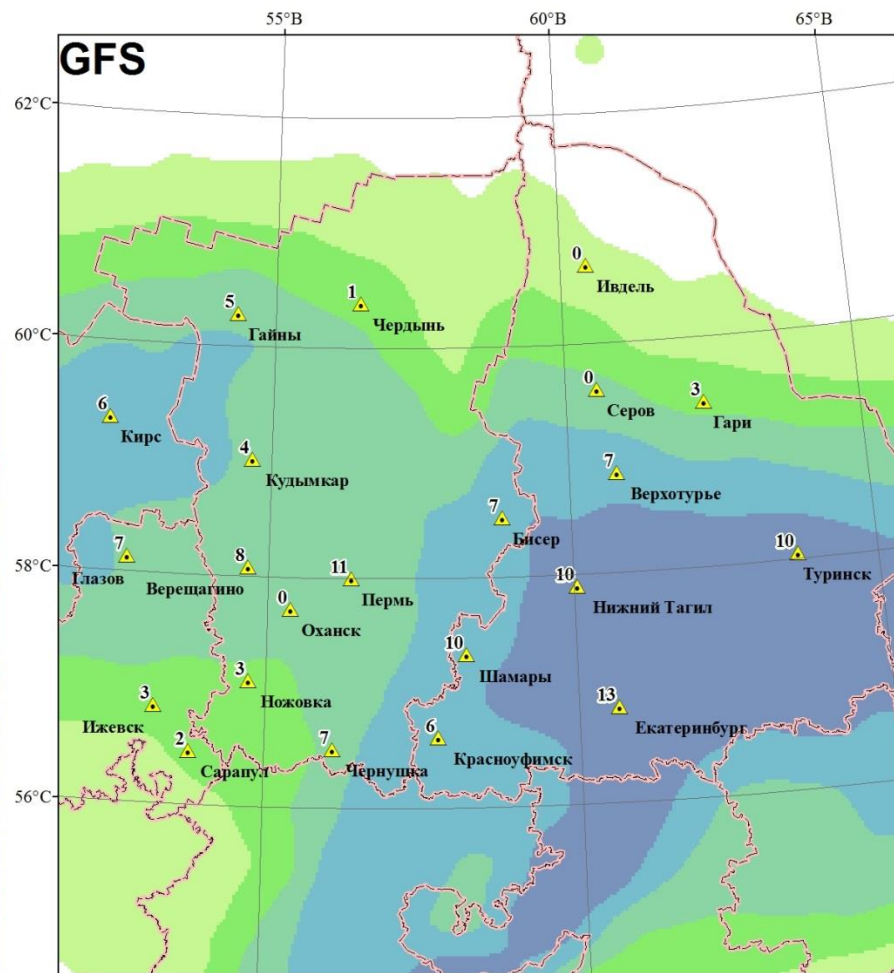 55°В 60°В 65°В
GFS
62°С
0
Ивдель
5
Гайны
1
Чердынь
60°С
0
Серов
3
Гари
6
Кирс
4
Кудымкар
7
Верхотурье
7
Бисер
7
Глазов
8
Верещагино
11
Пермь
10
Туринск
58°С
10
Нижний Тагил
0
Оханск
10
Шамары
3
Ножовка
3
Ижевск
13
Екатеринбург
2
Сарапул
7
Чернушка
6
Красноуфимск
56°С